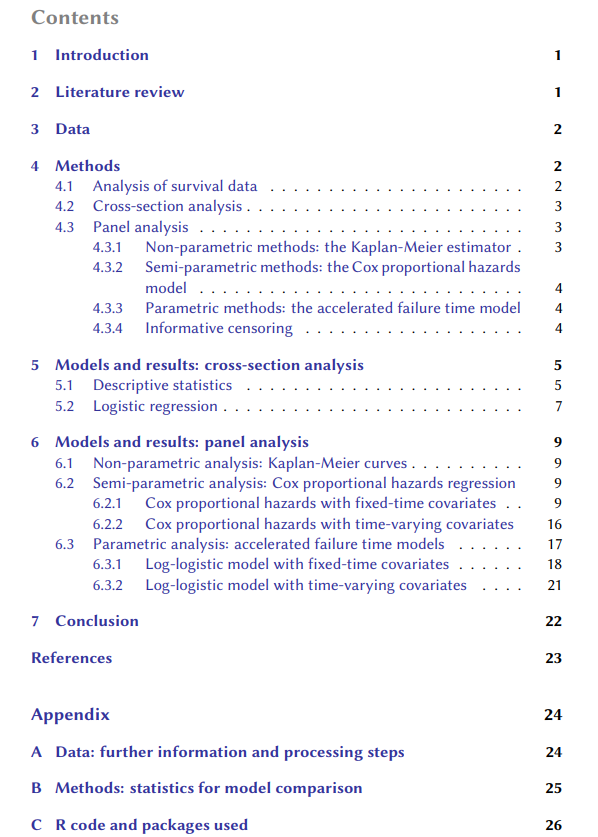 Contents
1 Introduction 1
2 Literature review 1
3 Data 2
4 Methods 2
4.1 Analysis of survival data . . . . . . . . . . . . . . . . . . . . . . 2
4.2 Cross-section analysis . . . . . . . . . . . . . . . . . . . . . . . . 3
4.3 Panel analysis . . . . . . . . . . . . . . . . . . . . . . . . . . . . 3
4.3.1 Non-parametric methods: the Kaplan-Meier estimator . 3
4.3.2 Semi-parametric methods: the Cox proportional hazards
model . . . . . . . . . . . . . . . . . . . . . . . . . . . . 4
4.3.3 Parametric methods: the accelerated failure time model 4
4.3.4 Informative censoring . . . . . . . . . . . . . . . . . . . 4
5 Models and results: cross-section analysis 5
5.1 Descriptive statistics . . . . . . . . . . . . . . . . . . . . . . . . 5
5.2 Logistic regression . . . . . . . . . . . . . . . . . . . . . . . . . . 7
6 Models and results: panel analysis 9
6.1 Non-parametric analysis: Kaplan-Meier curves . . . . . . . . . . 9
6.2 Semi-parametric analysis: Cox proportional hazards regression 9
6.2.1 Cox proportional hazards with fixed-time covariates . . 9
6.2.2 Cox proportional hazards with time-varying covariates 16
6.3 Parametric analysis: accelerated failure time models . . . . . . 17
6.3.1 Log-logistic model with fixed-time covariates . . . . . . 18
6.3.2 Log-logistic model with time-varying covariates . . . . 21
7 Conclusion 22
References 23
Appendix 24
A Data: further information and processing steps 24
B Methods: statistics for model comparison 25
C R code and packages used 26